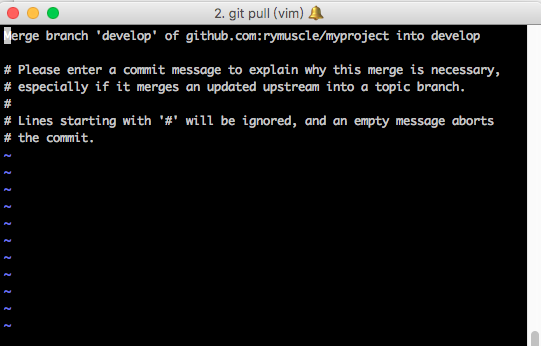 2. git pull (vim)
Merge branch 'develop' of github.com:rymuscle/myproject into develop

# Please enter a commit message to explain why this merge is necessary,
# especially if it merges an updated upstream into a topic branch.
#
# Lines starting with '#' will be ignored, and an empty message aborts
# the commit.
~
~
~
~
~
~
~
~
~
~
~